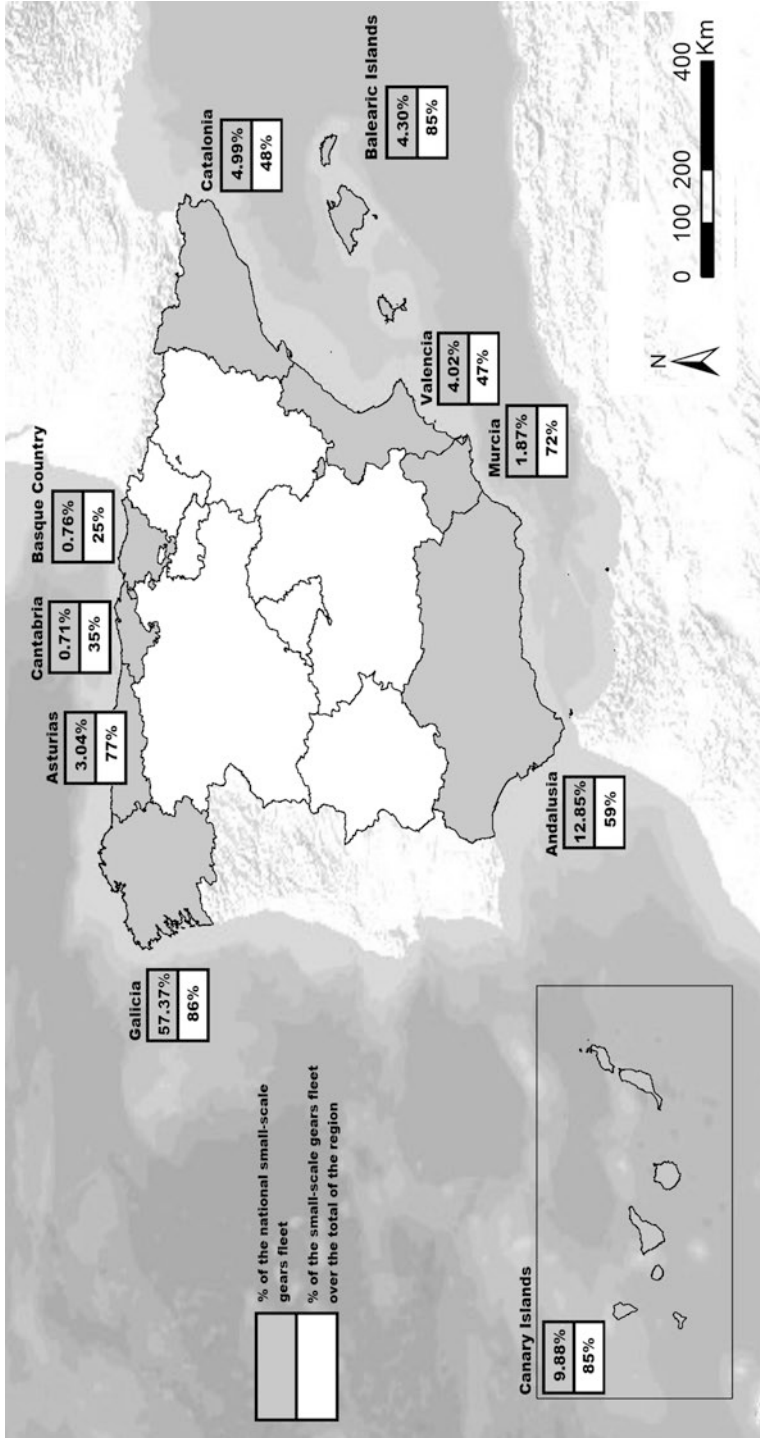 Galicia
57.37%
86%
Asturias
3.04%
77%
Cantabria
0.71%
35%
Basque Country
0.76%
25%
Catalonia
4.99%
48%
Balearic Islands
4.30%
85%
Valencia
4.02%
47%
Murcia
1.87%
72%
Andalusia
12.85%
59%
% of the national small-scale
gears fleet
% of the small-scale gears fleet
over the total of the region
Canary Islands
9.88%
85%
N
0 100 200 400
Km